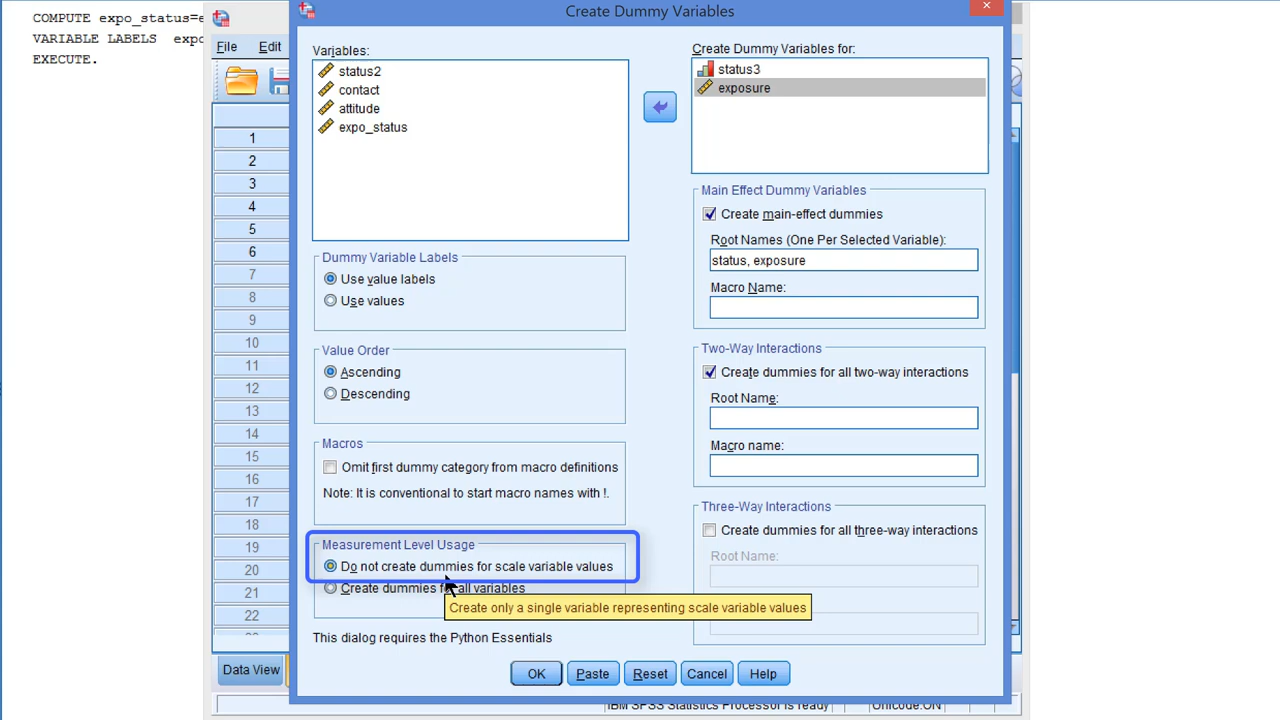 COMPUTE expo_status=e
VARIABLE LABELS expo
EXECUTE.
File Edit
1
2
3
4
5
6
7
8
9
10
11
12
13
14
15
16
17
18
19
20
21
22
Data View
Create Dummy Variables
Variables:
status2
contact
attitude
expo_status
Dummy Variable Labels
Use value labels
Use values
Value Order
Ascending
Descending
Macros
Omit first dummy category from macro definitions
Note: It is conventional to start macro names with !.
Measurement Level Usage
Do not create dummies for scale variable values
Create dummies for all variables
Create only a single variable representing scale variable values
This dialog requires the Python Essentials
Create Dummy Variables for:
status3
exposure
Main Effect Dummy Variables
Create main-effect dummies
Root Names (One Per Selected Variable):
status, exposure
Macro Name:
Two-Way Interactions
Create dummies for all two-way interactions
Root Name:
Macro name:
Three-Way Interactions
Create dummies for all three-way interactions
Root Name:
OK Paste Reset Cancel Help
IBM SPSS Statistics Processor is ready Unicode:ON